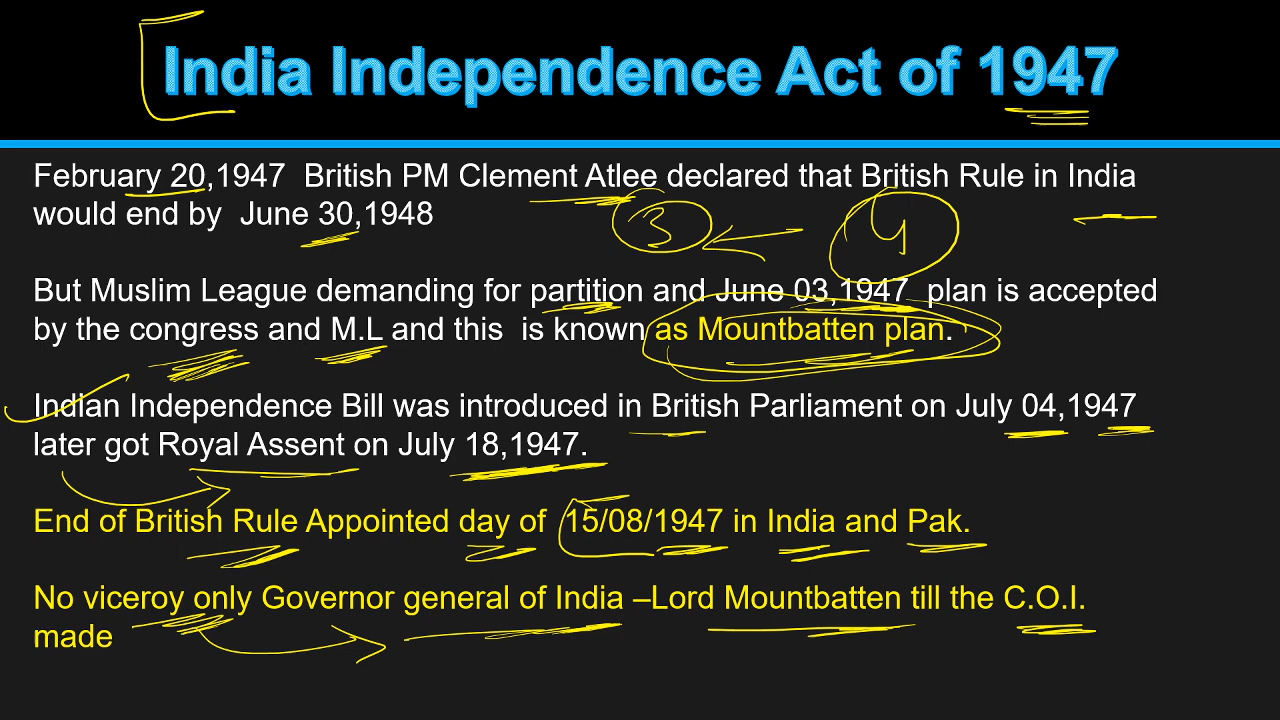 India Independence Act of 1947
February 20,1947 British PM Clement Atlee declared that British Rule in India
would end by June 30,1948
3
4
But Muslim League demanding for partition and June 03,1947 plan is accepted
by the congress and M.L and this is known as Mountbatten plan.
Indian Independence Bill was introduced in British Parliament on July 04,1947
later got Royal Assent on July 18,1947.
End of British Rule Appointed day of 15/08/1947 in India and Pak.
No viceroy only Governor general of India –Lord Mountbatten till the C.O.I.
made